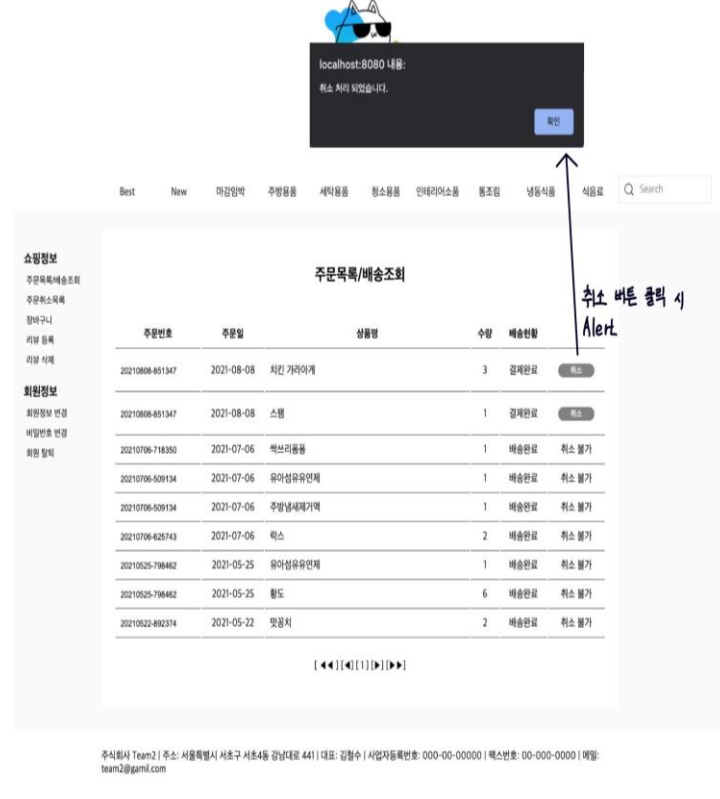 localhost:8080 내용:
취소 처리 되었습니다.
확인
Best New 마감임박 주방용품 세탁용품 청소용품 인테리어소품 통조림 냉동식품 식음료 Search
쇼핑정보
주문목록/배송조회
주문취소목록
장바구니
리뷰 등록
리뷰 삭제
회원정보
회원정보 변경
비밀번호 변경
회원 탈퇴
주문목록/배송조회
취소 버튼 클릭 시
Alert
주문번호 주문일 상품명 수량 배송현황
20210808-851347 2021-08-08 치킨 가라아게 3 결제완료 취소
20210808-851347 2021-08-08 스팸 1 결제완료 취소
20210706-718350 2021-07-06 싹쓰리퐁퐁 1 배송완료 취소 불가
20210706-509134 2021-07-06 유아섬유유연제 1 배송완료 취소 불가
20210706-509134 2021-07-06 주방냄새제거액 1 배송완료 취소 불가
20210706-625743 2021-07-06 락스 2 배송완료 취소 불가
20210525-798462 2021-05-25 유아섬유유연제 1 배송완료 취소 불가
20210525-798462 2021-05-25 황도 6 배송완료 취소 불가
20210522-892374 2021-05-22 맛꽁치 2 배송완료 취소 불가
[◀◀][◀][1][▶][▶▶]
주식회사 Team2 | 주소: 서울특별시 서초구 서초4동 강남대로 441 | 대표: 김철수 | 사업자등록번호: 000-00-00000 | 팩스번호: 00-000-0000 | 메일:
team2@gamil.com